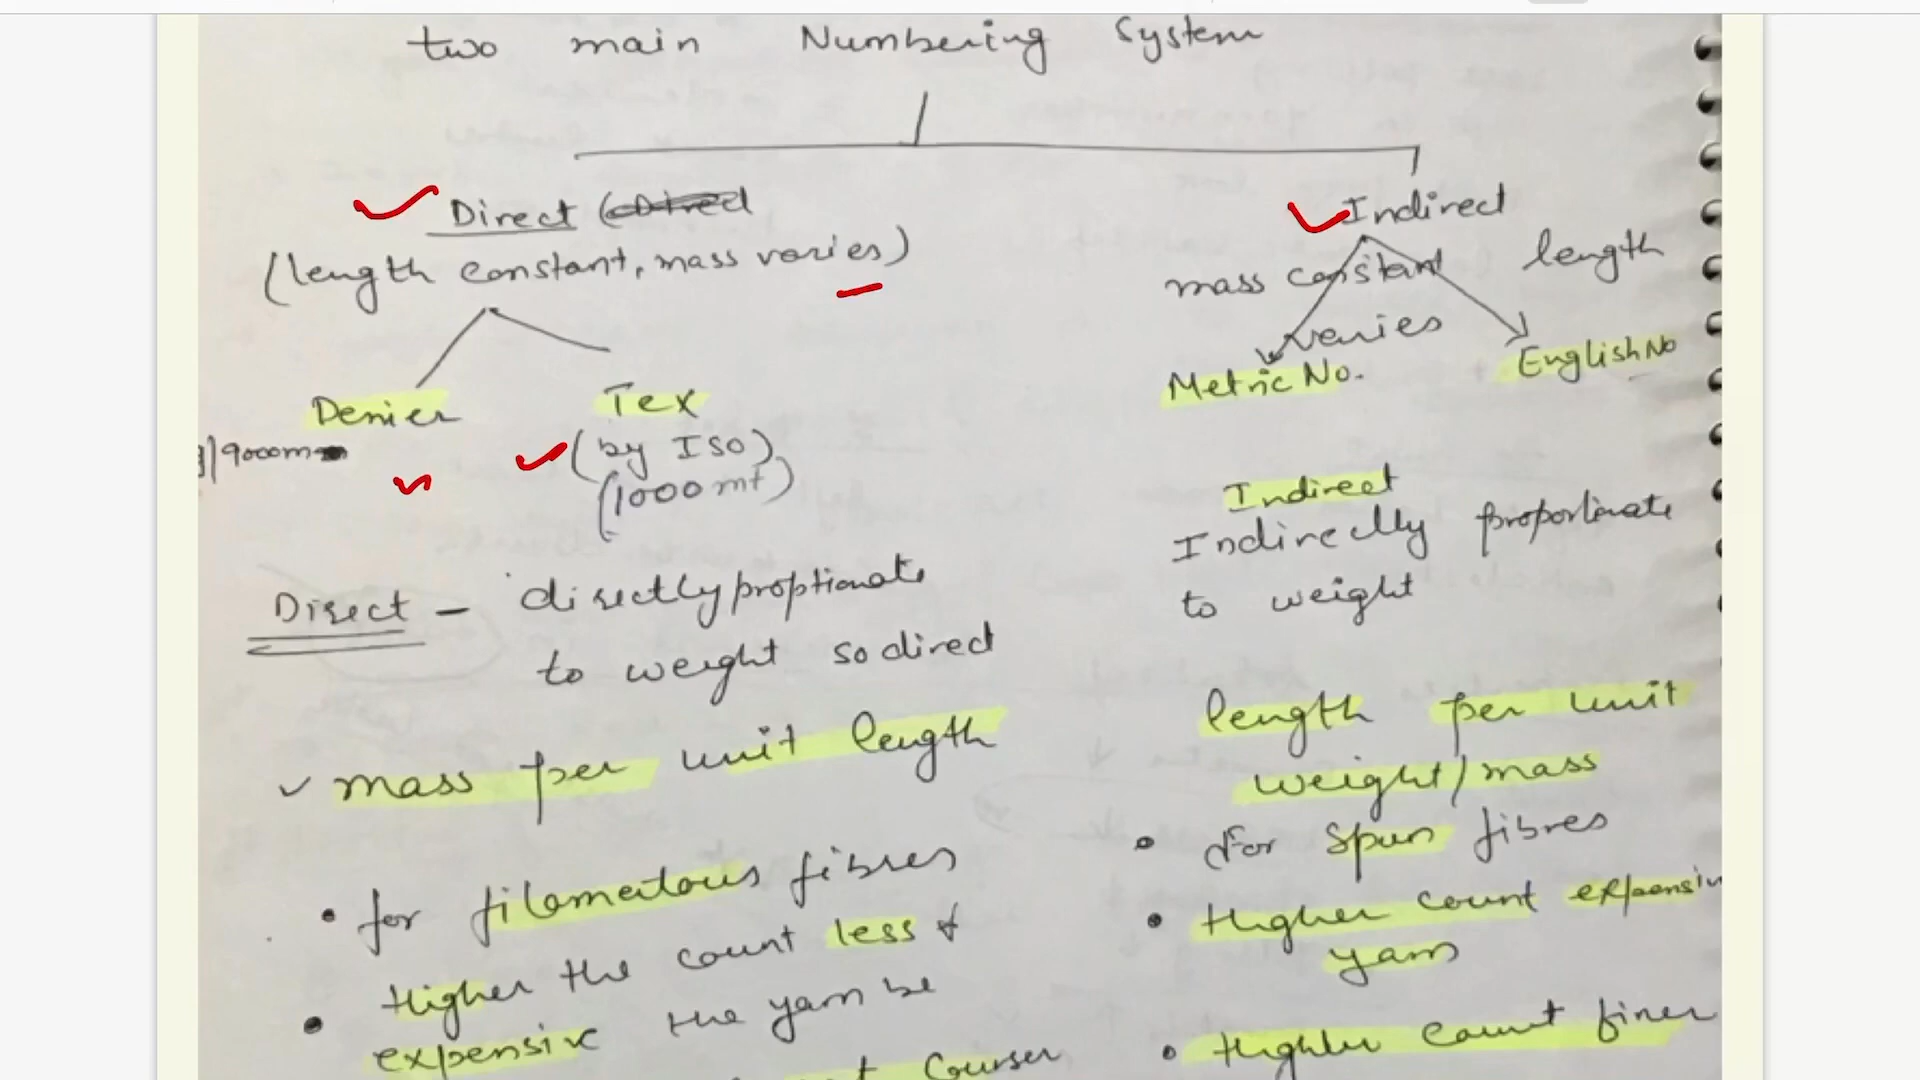 two main Numbering System
Direct
(length constant, mass varies)
Denier
Tex
9000m
(by ISO)
(1000 mt)
Direct - directly proptionate
to weight so direct
mass per unit length
• for filamentous fibres
• Higher the count less &
expensive the yarn be
Courser
Indirect
mass constant length
varies
Metric No.
English No
Indirect
Indirectly proportionate
to weight
length per unit
weight/mass
• For Spun fibres
• Higher count expensiv
yarn
• Higher count finer